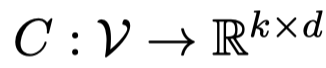 C : 𝒱 → ℝ^{k×d}